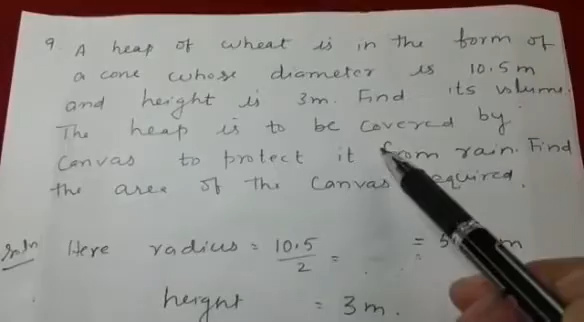 9. A heap of wheat is in the form of
a cone whose diameter is 10.5 m
and height is 3m. Find its volume.
The heap is to be covered by
canvas to protect it from rain. Find
the area of the canvas required.
Soln Here radius = 10.5/2 = = 5 m
height = 3 m.